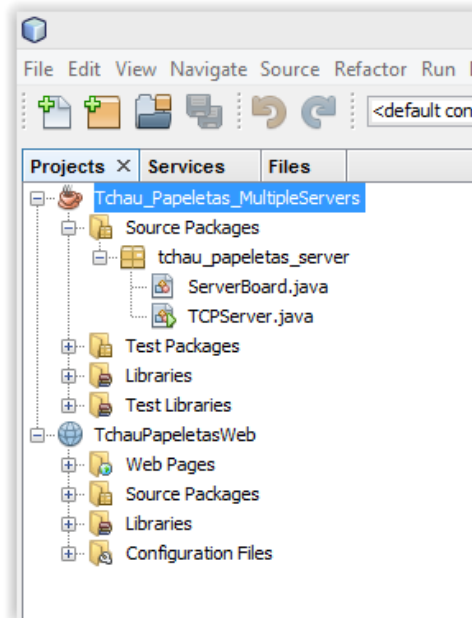 File Edit View Navigate Source Refactor Run
<default con
Projects × Services Files
Tchau_Papeletas_MultipleServers
Source Packages
tchau_papeletas_server
ServerBoard.java
TCPServer.java
Test Packages
Libraries
Test Libraries
TchauPapeletasWeb
Web Pages
Source Packages
Libraries
Configuration Files